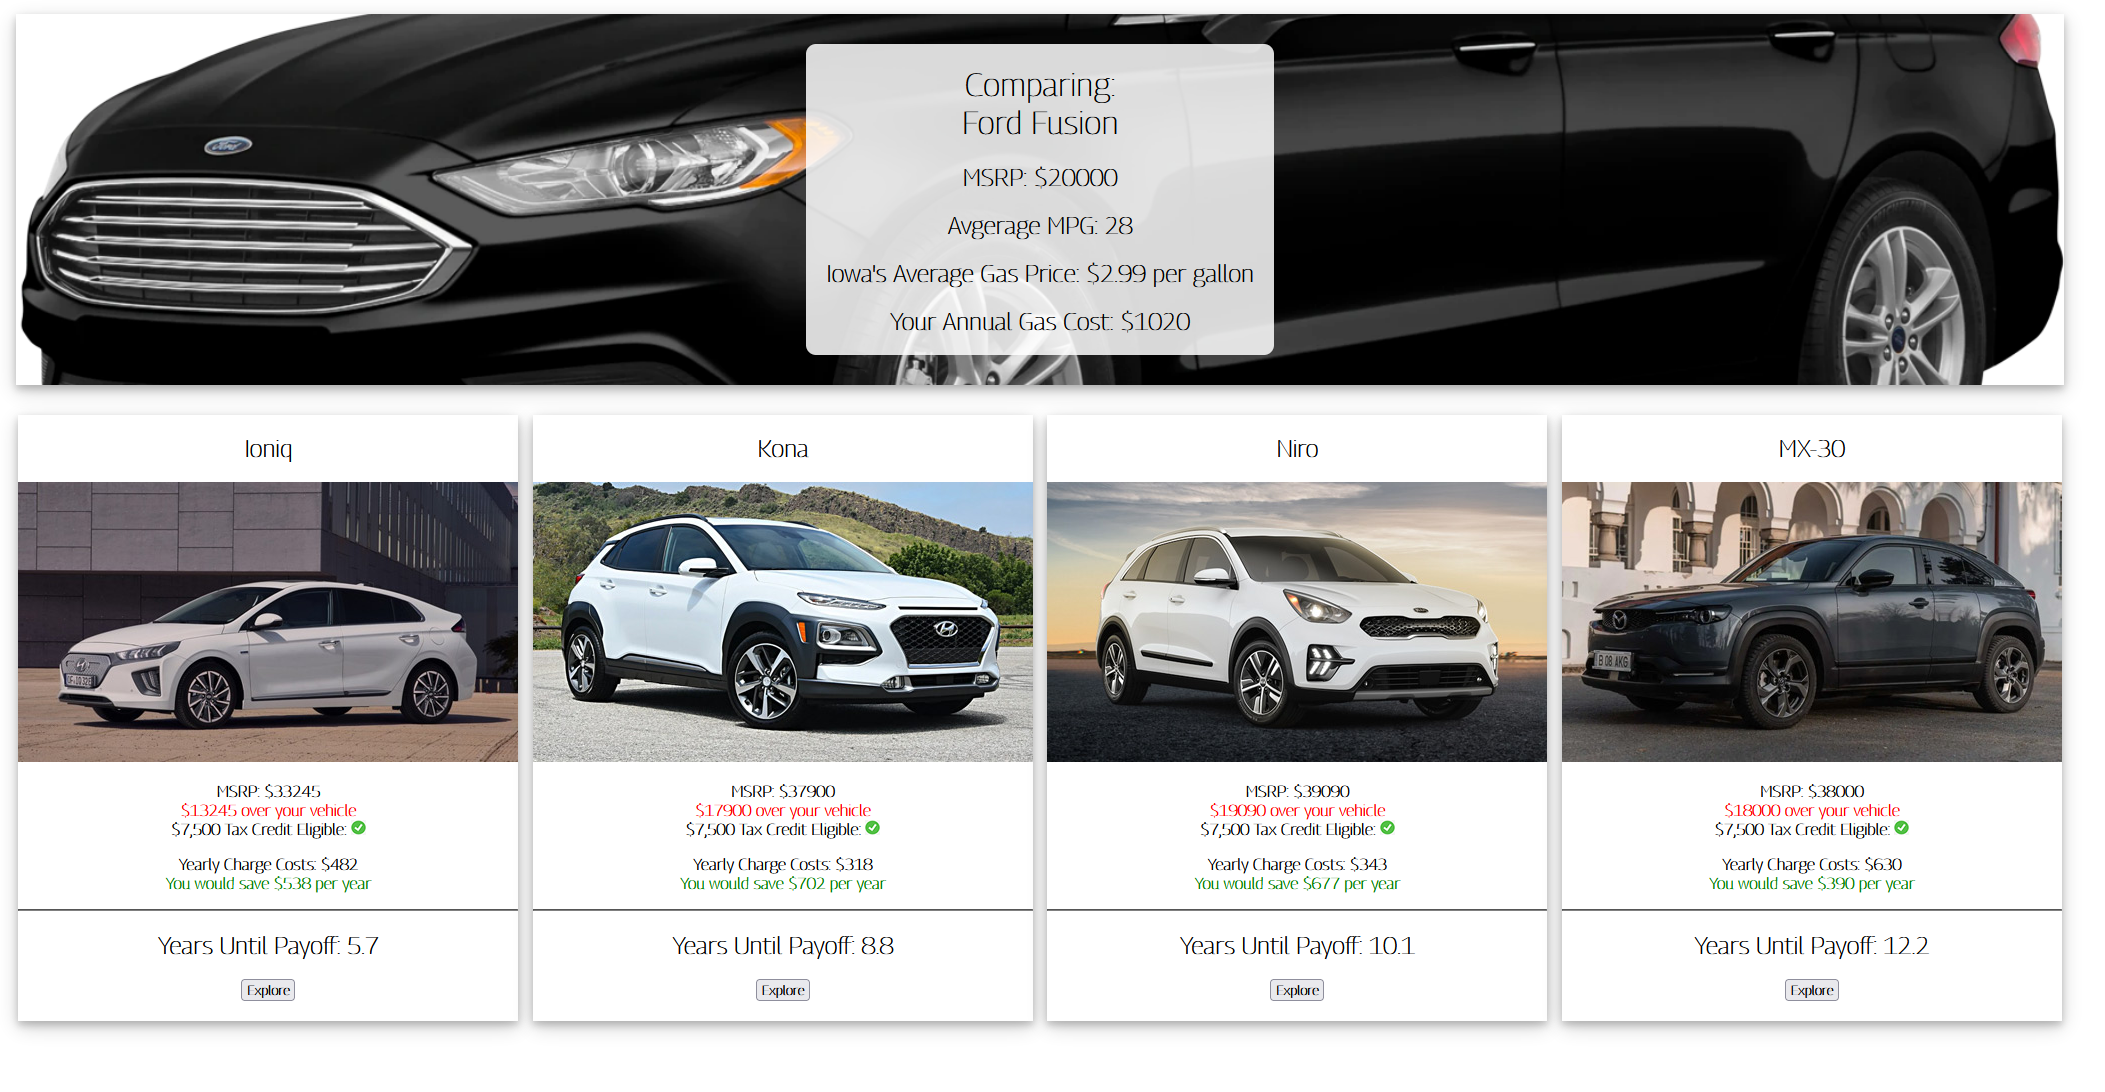 Comparing:
Ford Fusion
MSRP: $20000
Avgerage MPG: 28
Iowa's Average Gas Price: $2.99 per gallon
Your Annual Gas Cost: $1020
Ford
Ioniq
MSRP: $33245
$13245 over your vehicle
$7,500 Tax Credit Eligible:
Yearly Charge Costs: $482
You would save $538 per year
Years Until Payoff: 5.7
Explore
Kona
MSRP: $37900
$17900 over your vehicle
$7,500 Tax Credit Eligible:
Yearly Charge Costs: $318
You would save $702 per year
Years Until Payoff: 8.8
Explore
Niro
MSRP: $39090
$19090 over your vehicle
$7,500 Tax Credit Eligible:
Yearly Charge Costs: $343
You would save $677 per year
Years Until Payoff: 10.1
Explore
MX-30
B 08 AKG
MSRP: $38000
$18000 over your vehicle
$7,500 Tax Credit Eligible:
Yearly Charge Costs: $630
You would save $390 per year
Years Until Payoff: 12.2
Explore